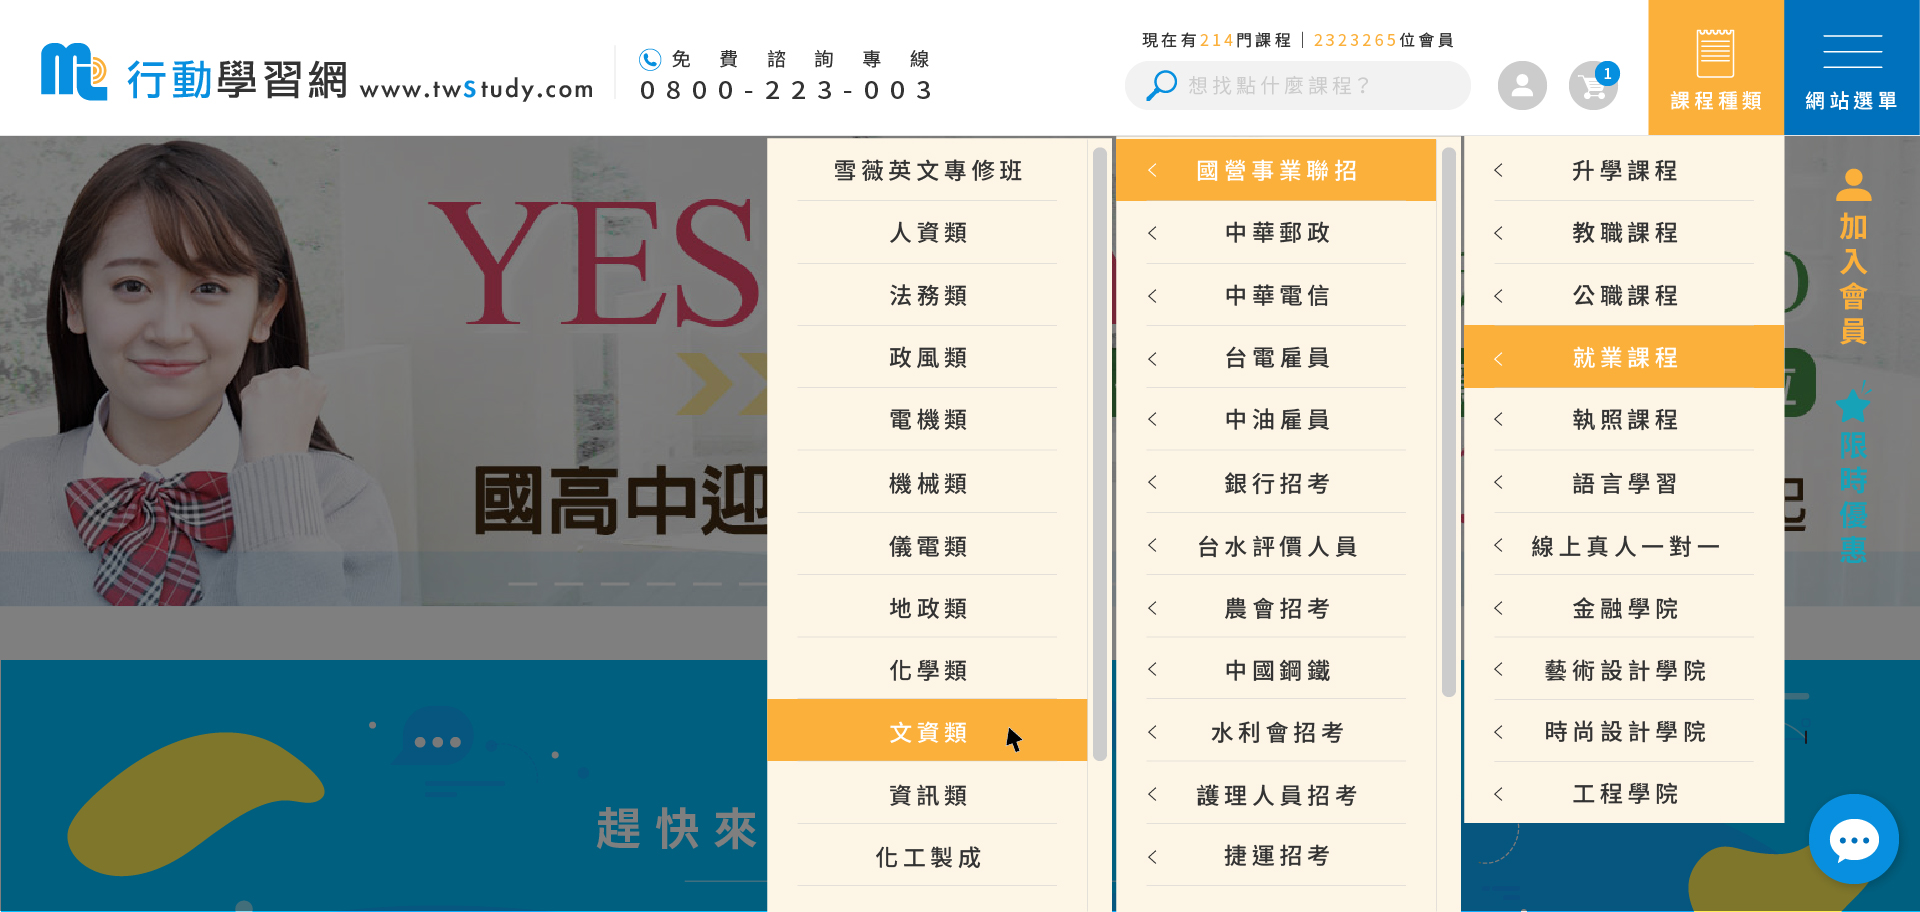 行動學習網 www.twStudy.com
免費諮詢專線
0800-223-003
現在有214門課程｜2323265位會員
想找點什麼課程？
1
課程種類
網站選單
YES
國高中迎
起
趕快來
雪薇英文專修班
人資類
法務類
政風類
電機類
機械類
儀電類
地政類
化學類
文資類
資訊類
化工製成
國營事業聯招
中華郵政
中華電信
台電雇員
中油雇員
銀行招考
台水評價人員
農會招考
中國鋼鐵
水利會招考
護理人員招考
捷運招考
升學課程
教職課程
公職課程
就業課程
執照課程
語言學習
線上真人一對一
金融學院
藝術設計學院
時尚設計學院
工程學院
加入會員
限時優惠